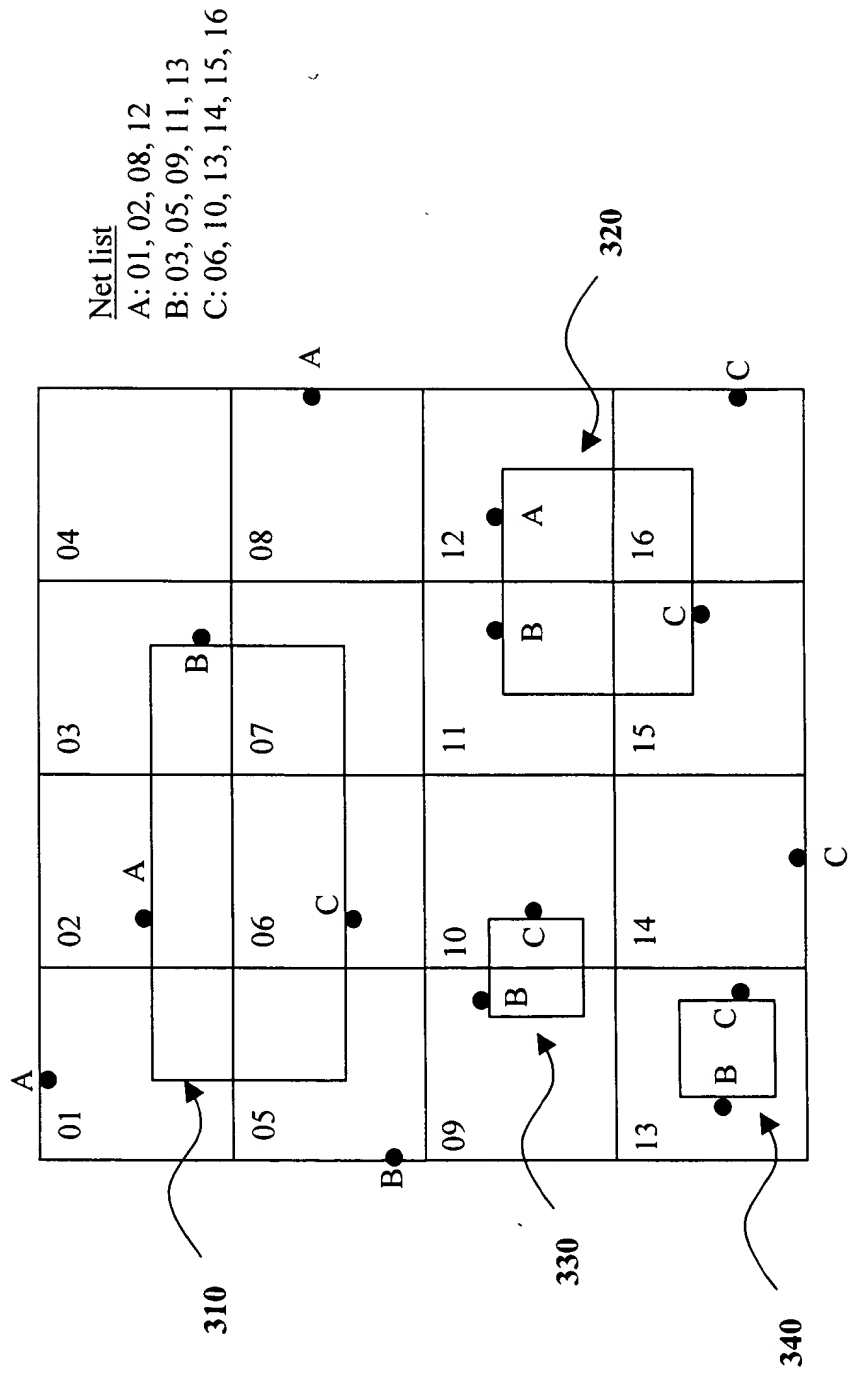 A
01 02 03 04
Net list
A: 01, 02, 08, 12
B: 03, 05, 09, 11, 13
C: 06, 10, 13, 14, 15, 16
A
B
310
05 06 07 08
A
C
B
09 10 11 12
B C B A
330
320
13 14 15 16
C
B C C
340
C